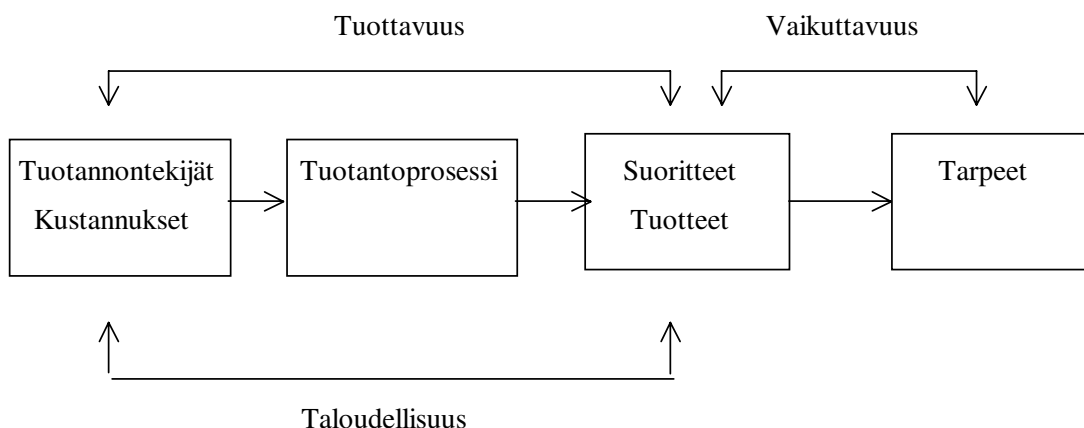 Tuottavuus
Vaikuttavuus
Tuotannontekijät
Kustannukset
Tuotantoprosessi
Suoritteet
Tuotteet
Tarpeet
Taloudellisuus